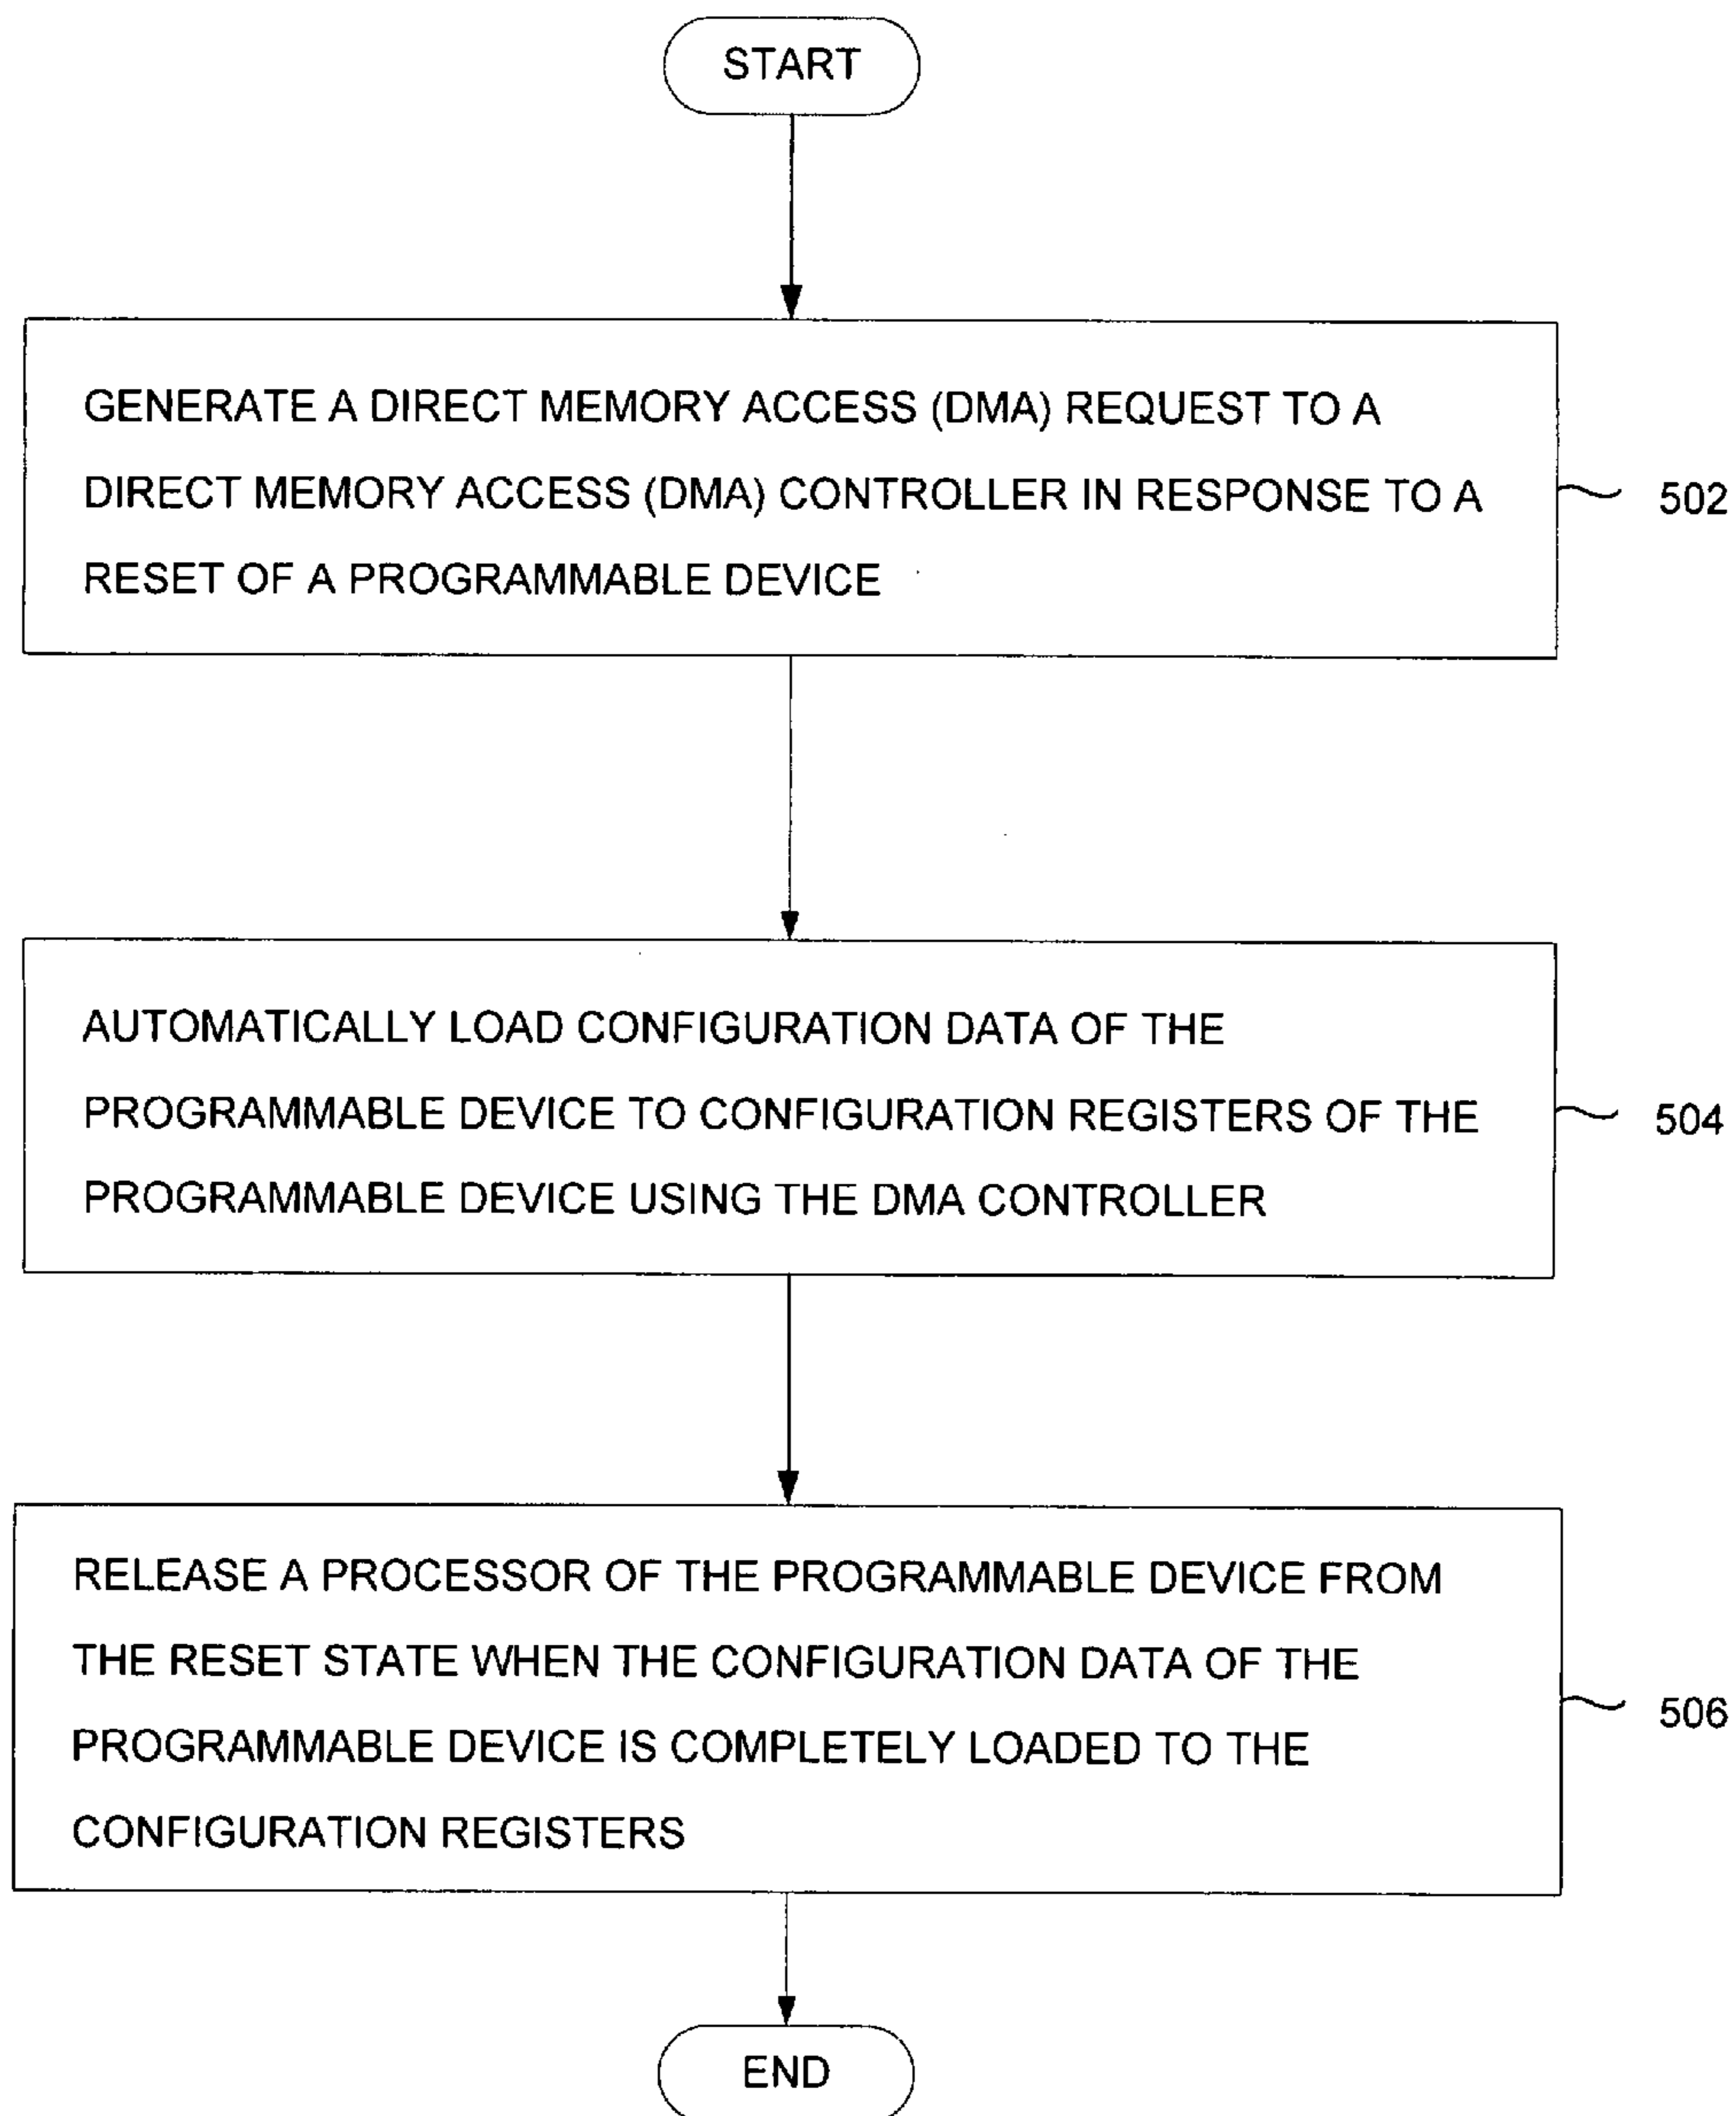 START
GENERATE A DIRECT MEMORY ACCESS (DMA) REQUEST TO A
DIRECT MEMORY ACCESS (DMA) CONTROLLER IN RESPONSE TO A
RESET OF A PROGRAMMABLE DEVICE
502
AUTOMATICALLY LOAD CONFIGURATION DATA OF THE
PROGRAMMABLE DEVICE TO CONFIGURATION REGISTERS OF THE
PROGRAMMABLE DEVICE USING THE DMA CONTROLLER
504
RELEASE A PROCESSOR OF THE PROGRAMMABLE DEVICE FROM
THE RESET STATE WHEN THE CONFIGURATION DATA OF THE
PROGRAMMABLE DEVICE IS COMPLETELY LOADED TO THE
CONFIGURATION REGISTERS
506
END